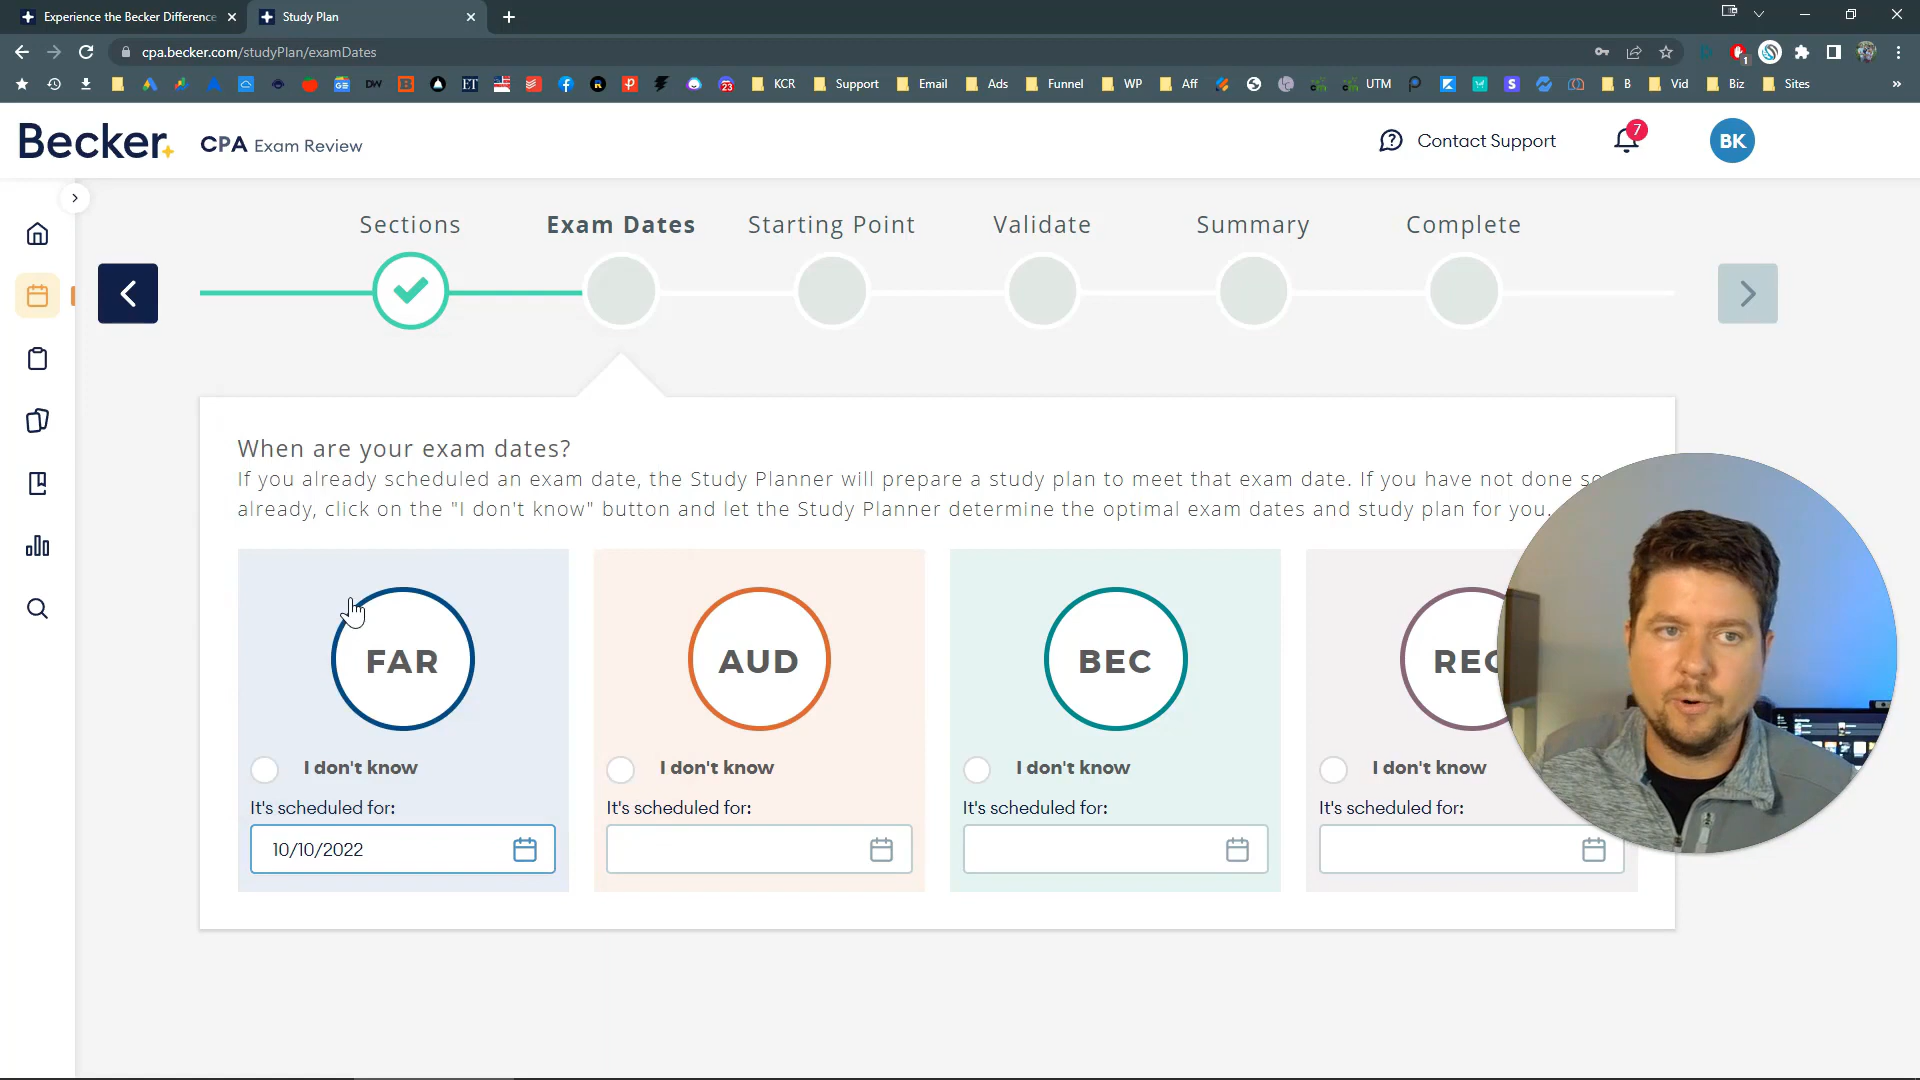 Experience the Becker Difference
Study Plan
cpa.becker.com/studyPlan/examDates
KCR
Support
Email
Ads
Funnel
WP
Aff
UTM
B
Vid
Biz
Sites
Becker
CPA Exam Review
Contact Support
7
BK
Sections
Exam Dates
Starting Point
Validate
Summary
Complete
When are your exam dates?
If you already scheduled an exam date, the Study Planner will prepare a study plan to meet that exam date. If you have not done so
already, click on the "I don't know" button and let the Study Planner determine the optimal exam dates and study plan for you.
FAR
I don't know
It's scheduled for:
10/10/2022
AUD
I don't know
It's scheduled for:
BEC
I don't know
It's scheduled for:
REG
I don't know
It's scheduled for: